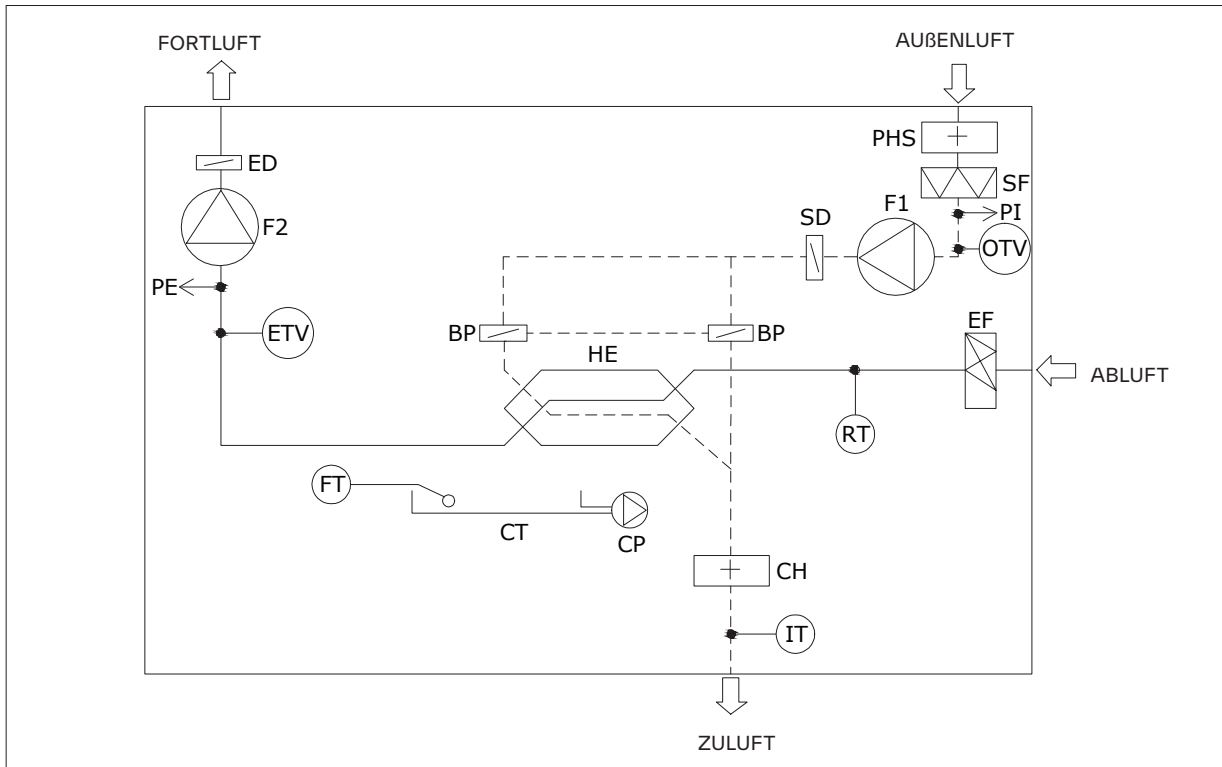 FORTLUFT
AUßENLUFT
PHS
ED
SF
F1
PI
SD
F2
OTV
PE
EF
BP
BP
ETV
HE
ABLUFT
RT
FT
CT
CP
CH
IT
ZULUFT